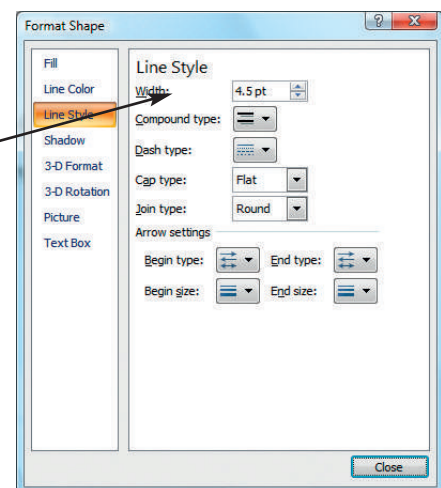 Format Shape
Fill
Line Color
Line Style
Shadow
3-D Format
3-D Rotation
Picture
Text Box
Line Style
Width: 4.5 pt
Compound type:
Dash type:
Cap type: Flat
Join type: Round
Arrow settings
Begin type: End type:
Begin size: End size:
Close